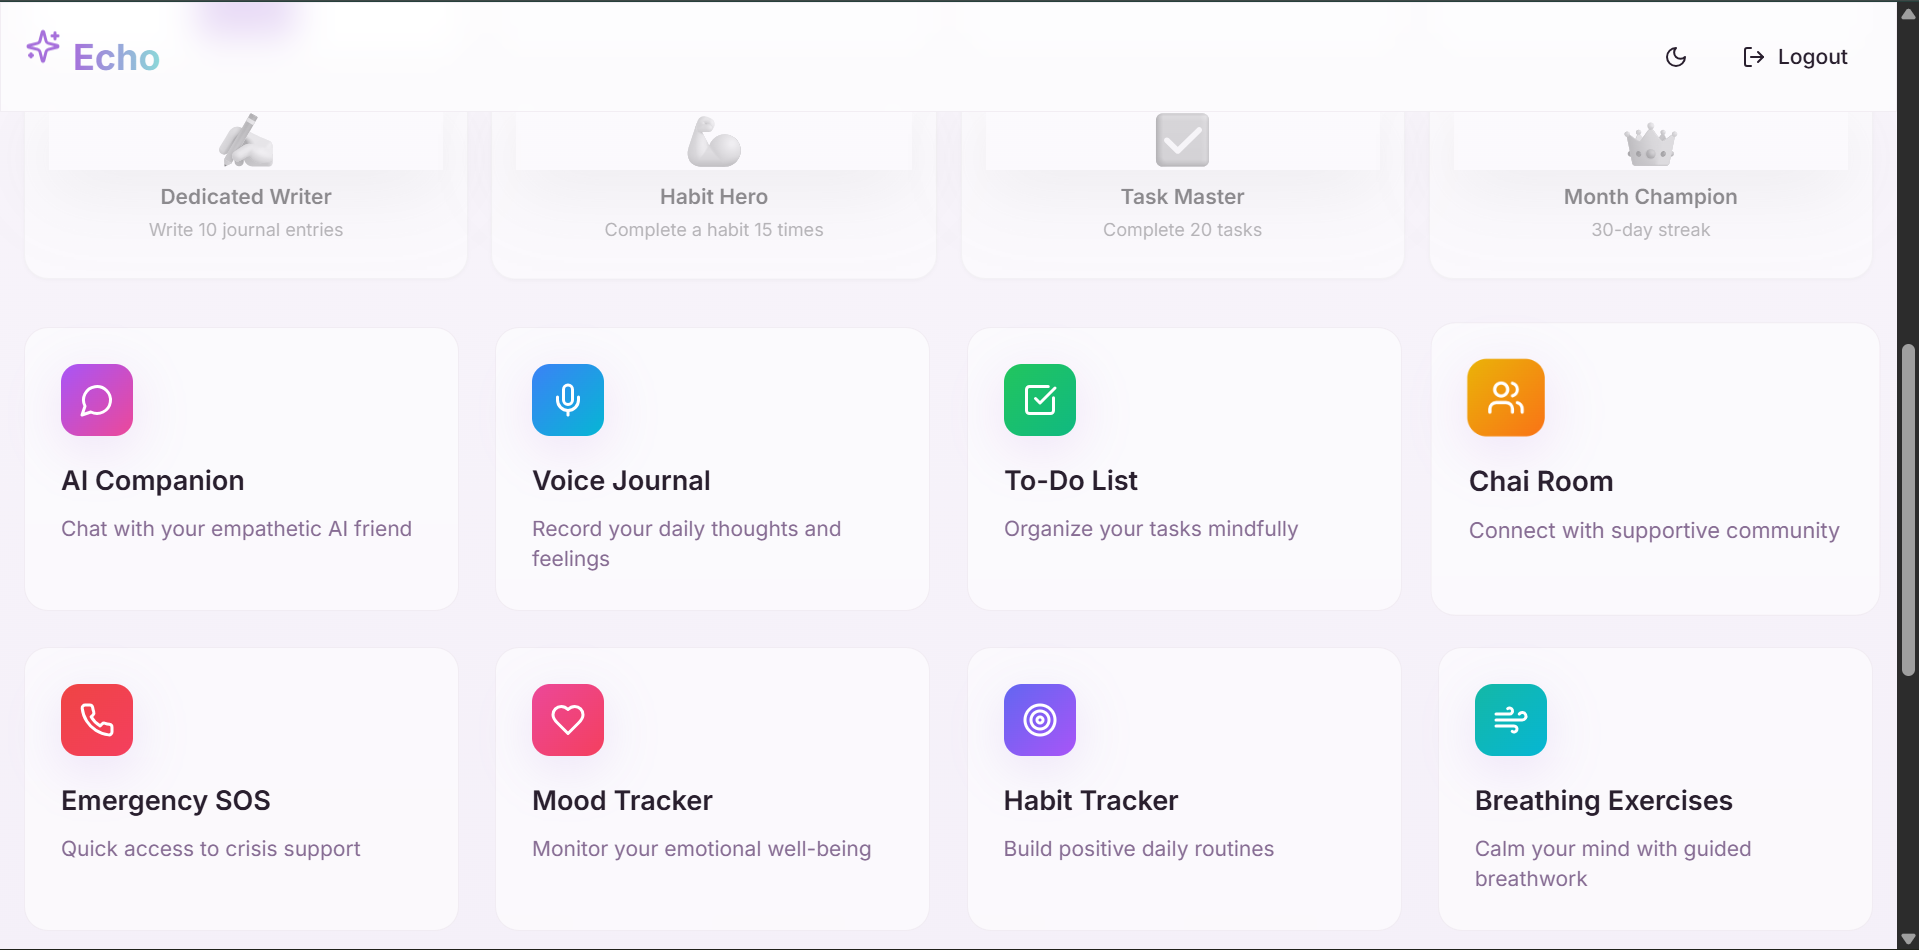 Echo
Logout
Dedicated Writer
Write 10 journal entries
Habit Hero
Complete a habit 15 times
Task Master
Complete 20 tasks
Month Champion
30-day streak
AI Companion
Chat with your empathetic AI friend
Voice Journal
Record your daily thoughts and
feelings
To-Do List
Organize your tasks mindfully
Chai Room
Connect with supportive community
Emergency SOS
Quick access to crisis support
Mood Tracker
Monitor your emotional well-being
Habit Tracker
Build positive daily routines
Breathing Exercises
Calm your mind with guided
breathwork